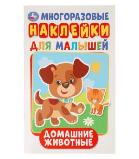 умка
МНОГОРАЗОВЫЕ
НАКЛЕЙКИ
ДЛЯ МАЛЫШЕЙ
ДОМАШНИЕ
ЖИВОТНЫЕ